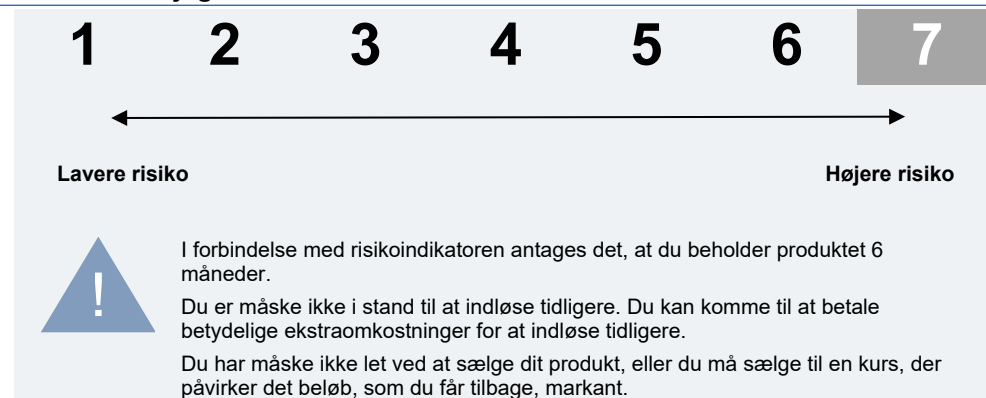 1 2 3 4 5 6 7
Lavere risiko Højere risiko
!
I forbindelse med risikoindikatoren antages det, at du beholder produktet 6
måneder.
Du er måske ikke i stand til at indløse tidligere. Du kan komme til at betale
betydelige ekstraomkostninger for at indløse tidligere.
Du har måske ikke let ved at sælge dit produkt, eller du må sælge til en kurs, der
påvirker det beløb, som du får tilbage, markant.